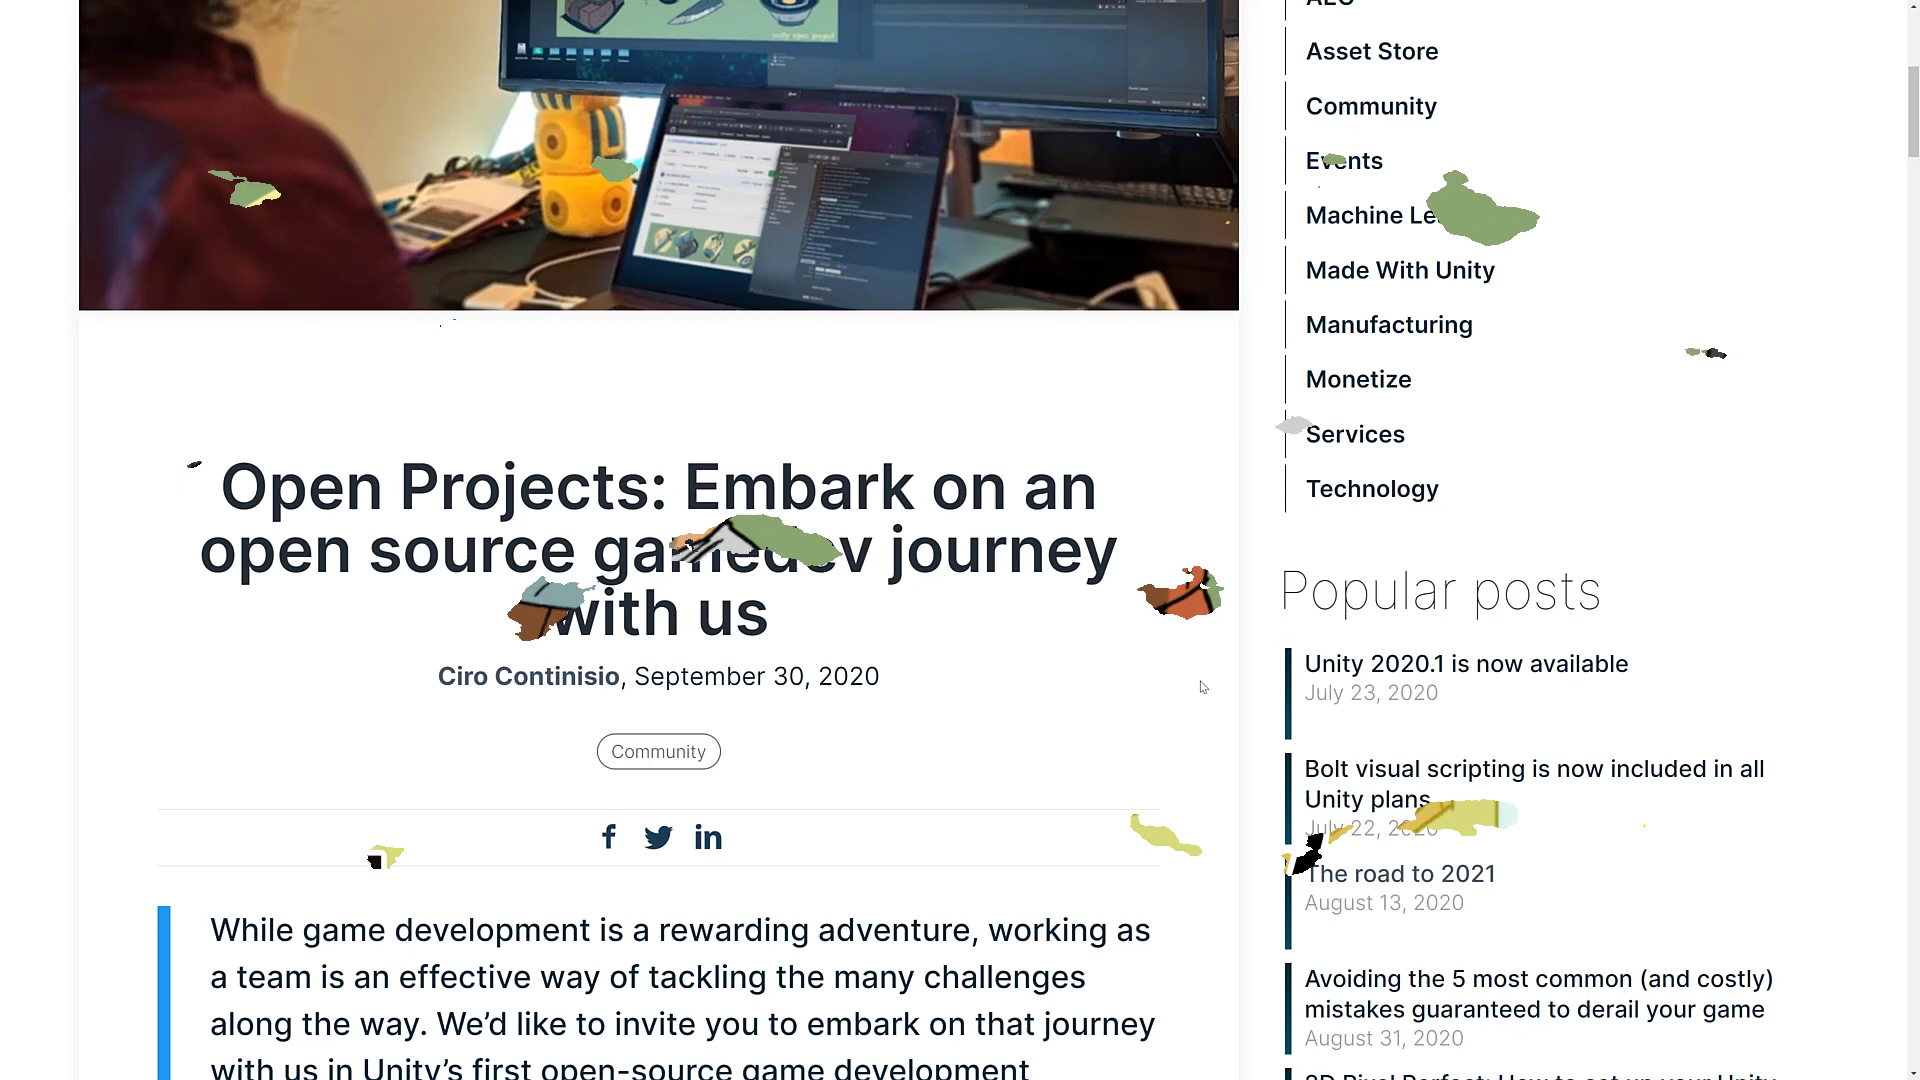 Asset Store
Community
Events
Machine
Made With Unity
Manufacturing
Monetize
Services
Technology
Open Projects: Embark on an
open source gamedev journey
with us
Ciro Continisio, September 30, 2020
Community
While game development is a rewarding adventure, working as
a team is an effective way of tackling the many challenges
along the way. We’d like to invite you to embark on that journey
with us in Unity’s first open-source game development
Popular posts
Unity 2020.1 is now available
July 23, 2020
Bolt visual scripting is now included in all
Unity plans
July 22, 2020
The road to 2021
August 13, 2020
Avoiding the 5 most common (and costly)
mistakes guaranteed to derail your game
August 31, 2020